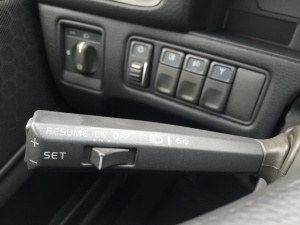 RESUME ON OFF
+
- SET